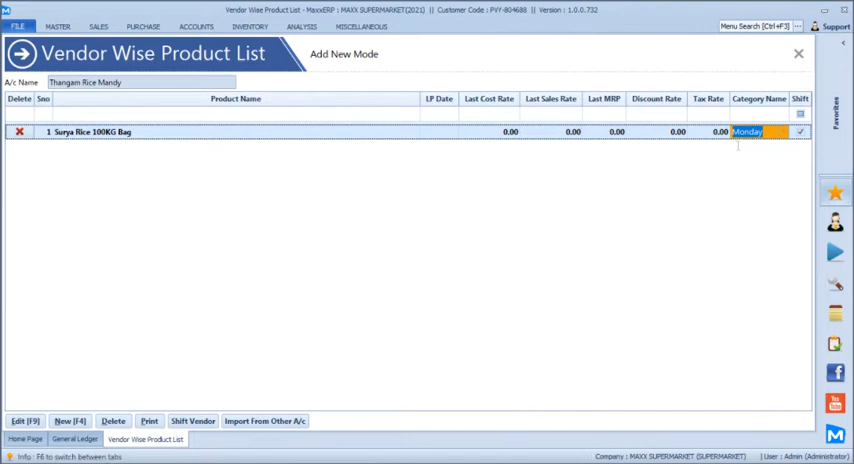 Vendor Wise Product List - MaxxERP : MAXX SUPERMARKET(2021) || Customer Code : PVY-804688 || Version : 1.0.0.732
FILE MASTER SALES PURCHASE ACCOUNTS INVENTORY ANALYSIS MISCELLANEOUS Menu Search [Ctrl+F3] ... Support
Vendor Wise Product List Add New Mode
A/c Name Thangam Rice Mandy
Delete Sno Product Name LP Date Last Cost Rate Last Sales Rate Last MRP Discount Rate Tax Rate Category Name Shift
1 Surya Rice 100KG Bag 0.00 0.00 0.00 0.00 0.00 Monday
Favorites
You
Tube
Edit [F9] New [F4] Delete Print Shift Vendor Import From Other A/c
Home Page General Ledger Vendor Wise Product List
Info : F6 to switch between tabs Company : MAXX SUPERMARKET (SUPERMARKET) | User : Admin (Administrator)